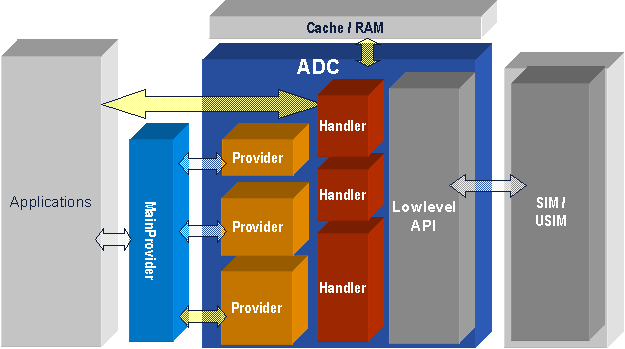 Cache / RAM
ADC
Handler
Provider
Handler
Applications
MainProvider
Provider
Lowlevel
API
SIM /
USIM
Handler
Provider